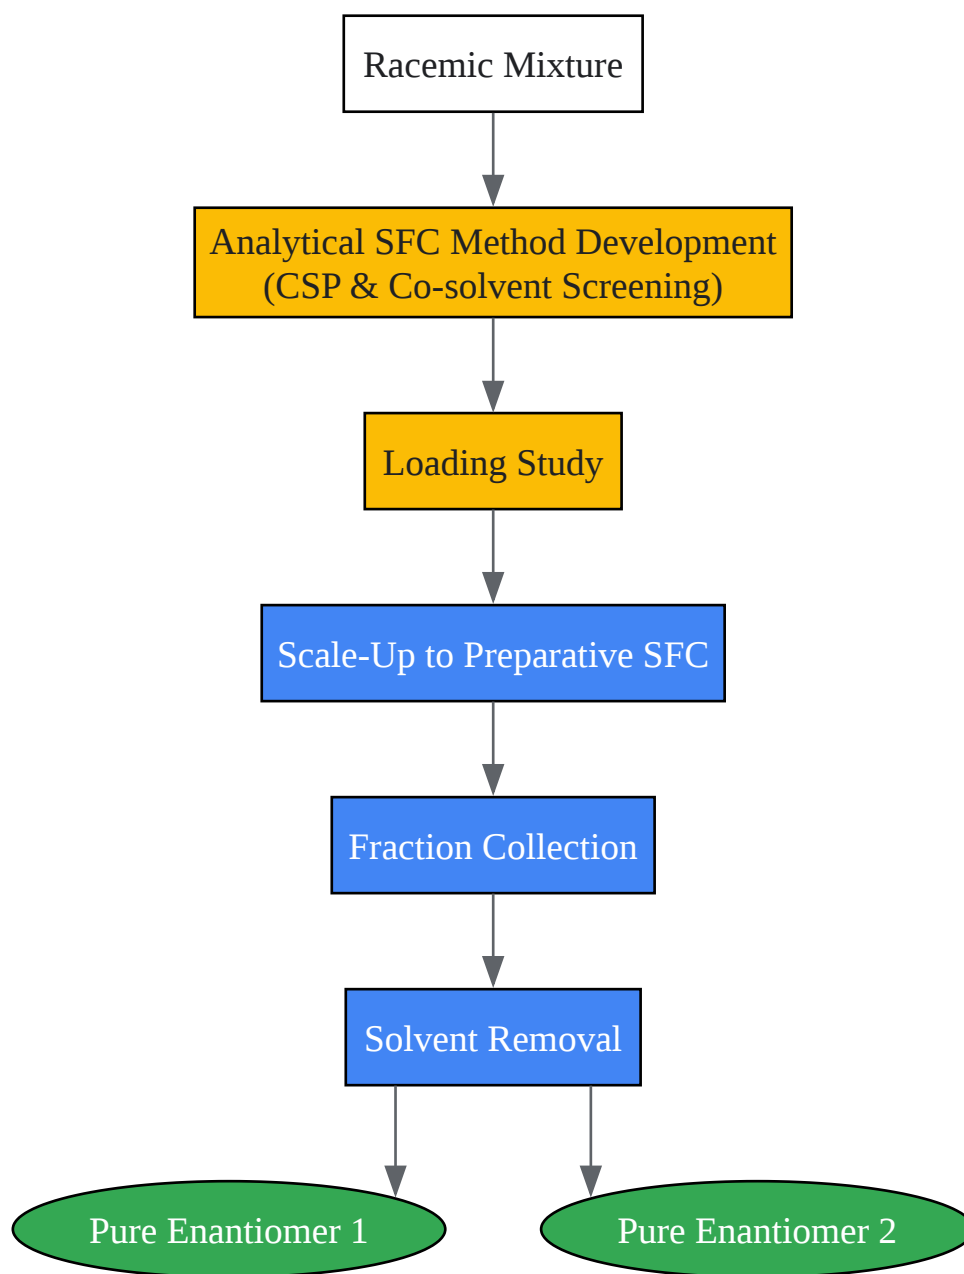 Racemic Mixture
Analytical SFC Method Development
(CSP & Co-solvent Screening)
Loading Study
Scale-Up to Preparative SFC
Fraction Collection
Solvent Removal
Pure Enantiomer 1
Pure Enantiomer 2